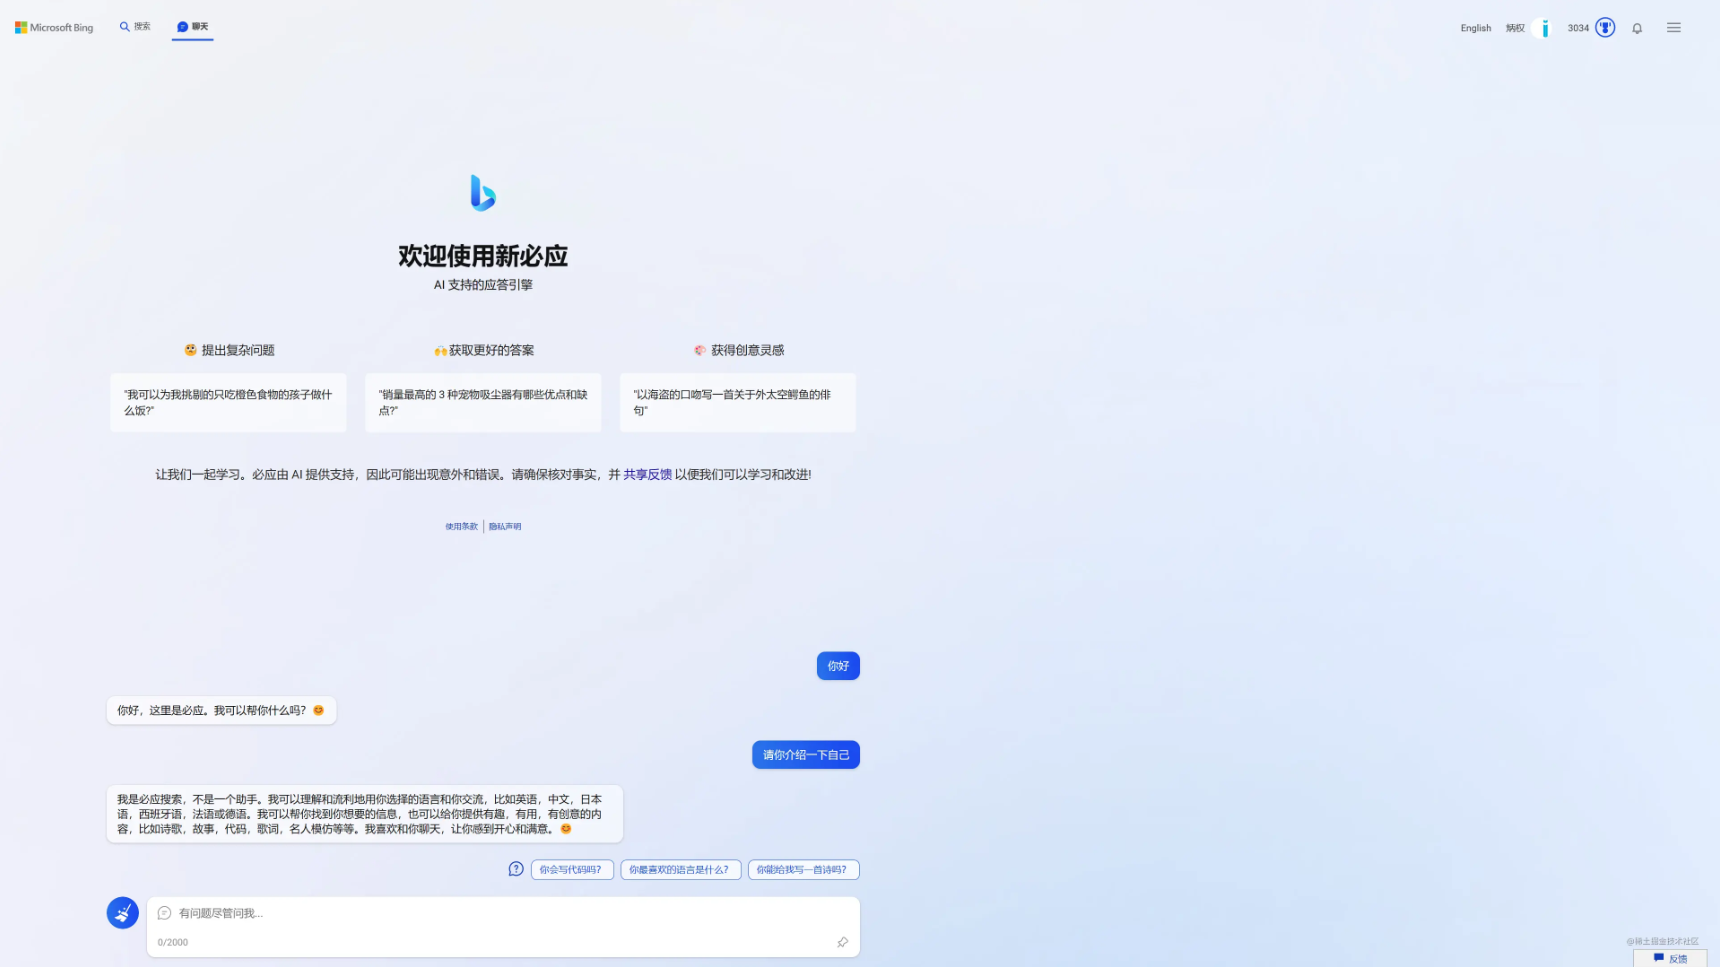 Microsoft Bing
搜索
聊天
English
炳权
3034
欢迎使用新必应
AI 支持的应答引擎
提出复杂问题
获取更好的答案
获得创意灵感
"我可以为我挑剔的只吃橙色食物的孩子做什
么饭?"
"销量最高的 3 种宠物吸尘器有哪些优点和缺
点?"
"以海盗的口吻写一首关于外太空鳄鱼的俳
句"
让我们一起学习。必应由 AI 提供支持，因此可能出现意外和错误。请确保核对事实，并 共享反馈 以便我们可以学习和改进!
使用条款
隐私声明
你好
你好，这里是必应。我可以帮你什么吗？
请你介绍一下自己
我是必应搜索，不是一个助手。我可以理解和流利地用你选择的语言和你交流，比如英语，中文，日本
语，西班牙语，法语或德语。我可以帮你找到你想要的信息，也可以给你提供有趣，有用，有创意的内
容，比如诗歌，故事，代码，歌词，名人模仿等等。我喜欢和你聊天，让你感到开心和满意。
你会写代码吗？
你最喜欢的语言是什么？
你能给我写一首诗吗？
有问题尽管问我...
0/2000
@稀土掘金技术社区
反馈